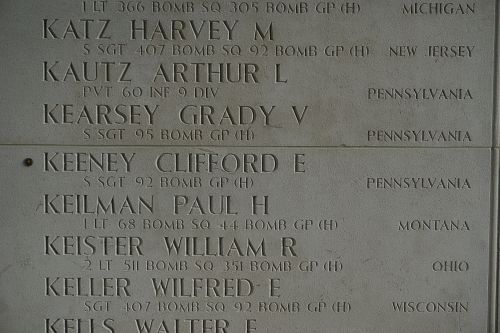 1 LT 366 BOMB SQ 305 BOMB GP (H) MICHIGAN
KATZ HARVEY M
S SGT 407 BOMB SQ 92 BOMB GP (H) NEW JERSEY
KAUTZ ARTHUR L
PVT 60 INF 9 DIV PENNSYLVANIA
KEARSEY GRADY V
S SGT 95 BOMB GP (H) PENNSYLVANIA
KEENEY CLIFFORD E
S SGT 92 BOMB GP (H) PENNSYLVANIA
KEILMAN PAUL H
1 LT 68 BOMB SQ 44 BOMB GP (H) MONTANA
KEISTER WILLIAM R
2 LT 511 BOMB SQ 351 BOMB GP (H) OHIO
KELLER WILFRED E
SGT 407 BOMB SQ 92 BOMB GP (H) WISCONSIN
KELLS WALTER E